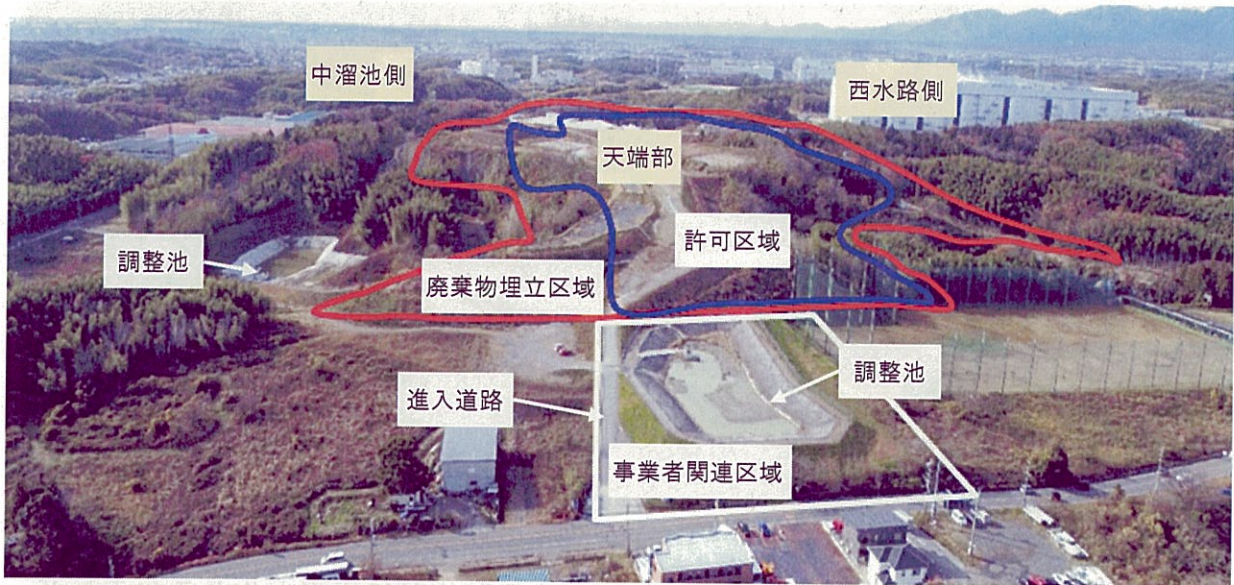 中溜池側
西水路側
天端部
許可区域
調整池
廃棄物埋立区域
調整池
進入道路
事業者関連区域